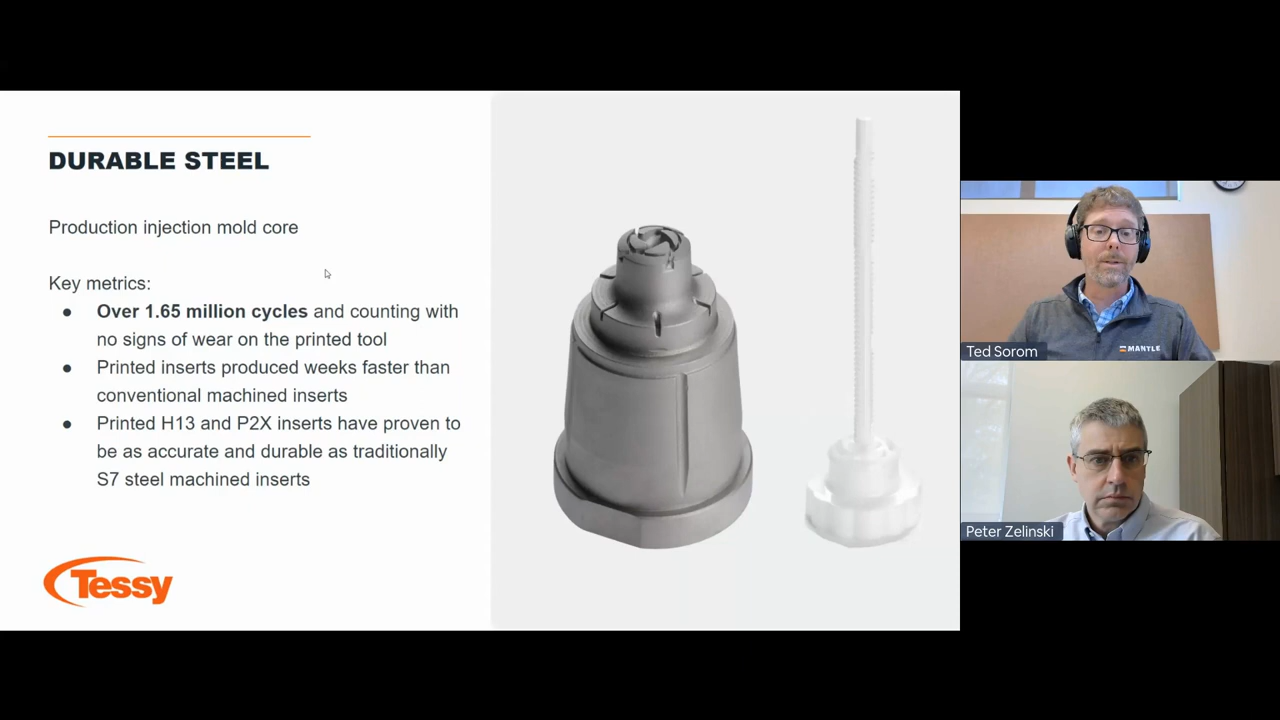 DURABLE STEEL
Production injection mold core
Key metrics:
● Over 1.65 million cycles and counting with
no signs of wear on the printed tool
● Printed inserts produced weeks faster than
conventional machined inserts
● Printed H13 and P2X inserts have proven to
be as accurate and durable as traditionally
S7 steel machined inserts
Tessy
MANTLE
Ted Sorom
Peter Zelinski